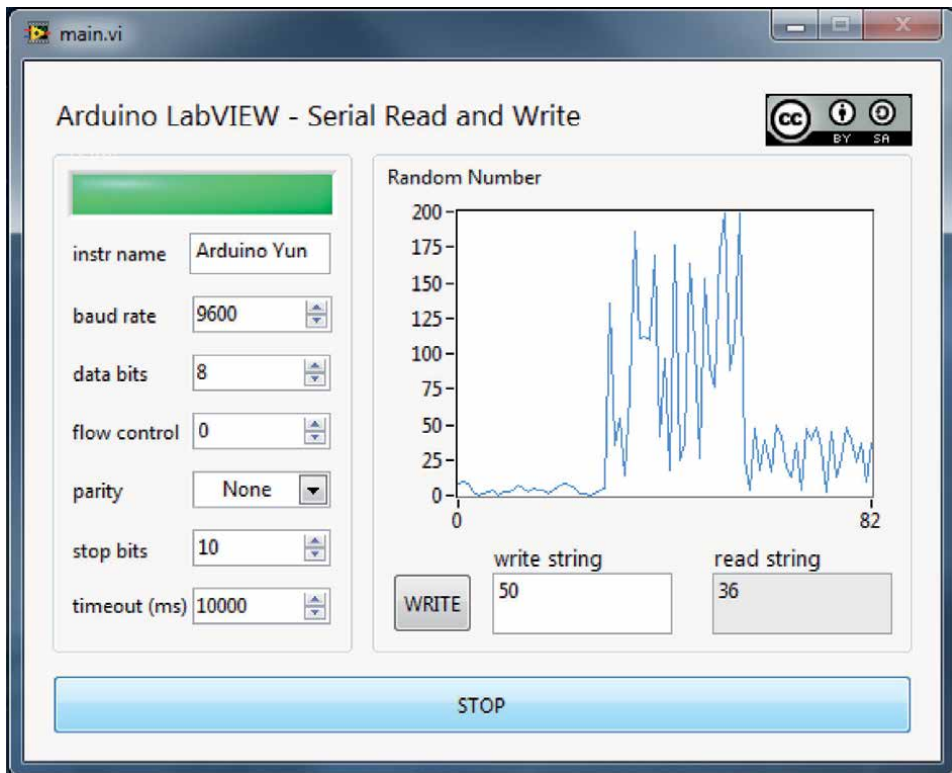 main.vi
Arduino LabVIEW - Serial Read and Write
cc BY SA
instr name Arduino Yun
baud rate 9600
data bits 8
flow control 0
parity None
stop bits 10
timeout (ms) 10000
Random Number
200
175
150
125
100
75
50
25
0
0 82
write string read string
WRITE 50 36
STOP